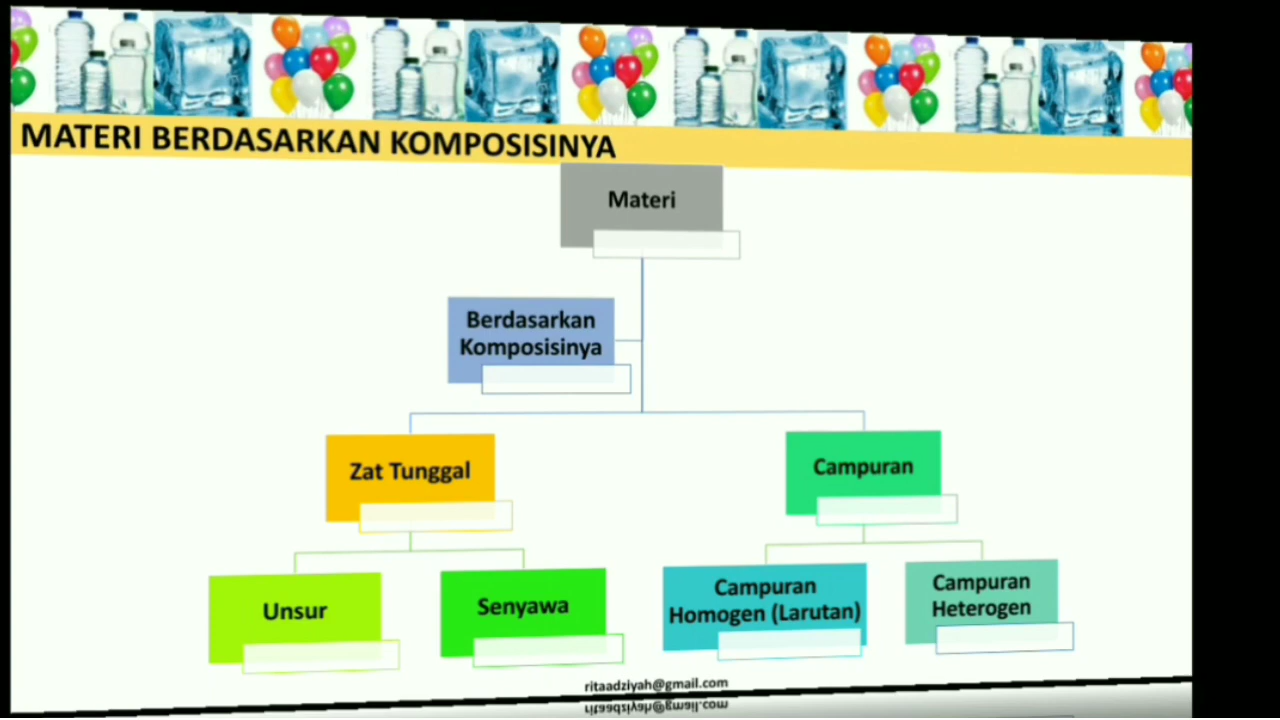 MATERI BERDASARKAN KOMPOSISINYA
Materi
Berdasarkan
Komposisinya
Zat Tunggal
Campuran
Unsur
Senyawa
Campuran
Homogen (Larutan)
Campuran
Heterogen
ritaadziyah@gmail.com